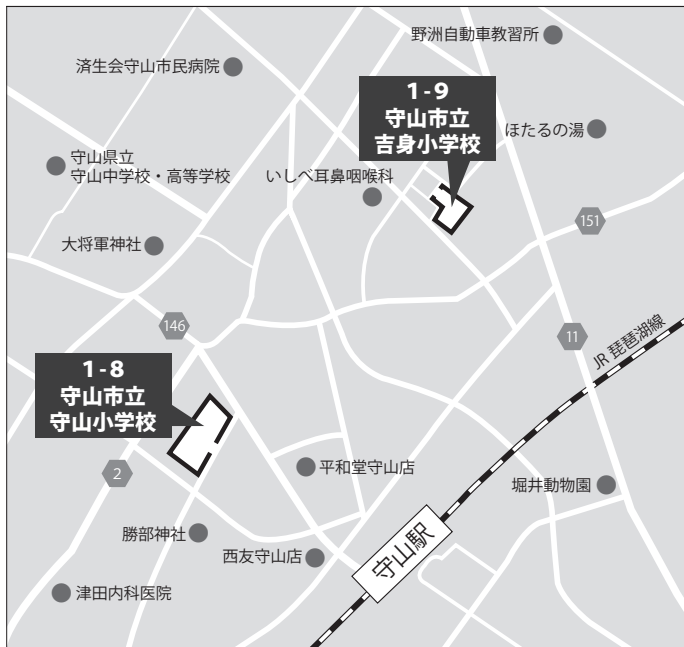 野洲自動車教習所
済生会守山市民病院
1-9
守山市立
吉身小学校
ほたるの湯
守山県立
守山中学校・高等学校
いしべ耳鼻咽喉科
151
大将軍神社
146
11
JR 琵琶湖線
1-8
守山市立
守山小学校
2
平和堂守山店
堀井動物園
勝部神社
西友守山店
守山駅
津田内科医院